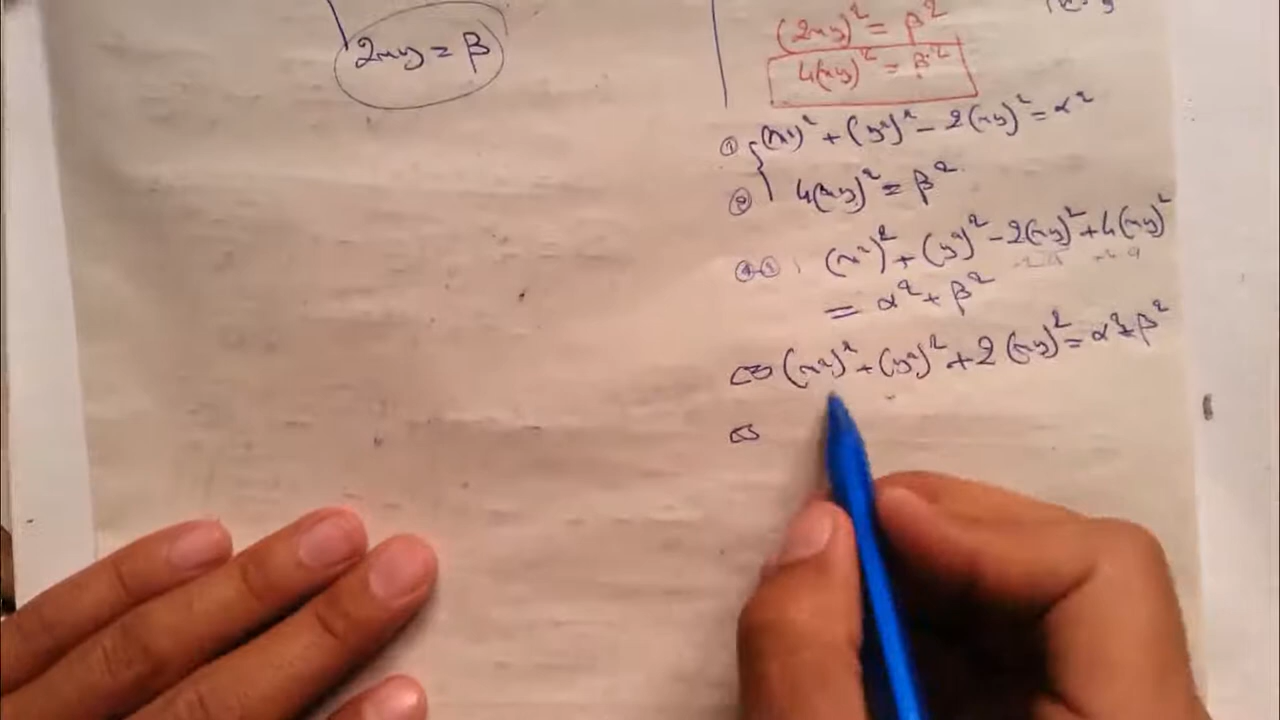 2xy = β
(2xy)² = β²
4(xy)² = β²
① (x²)² + (y²)² - 2(xy)² = α²
② 4(xy)² = β²
(x²)² + (y²)² - 2(xy)² + 4(xy)²
= α² + β²
⇔ (x²)² + (y²)² + 2(xy)² = α² + β²
⇔